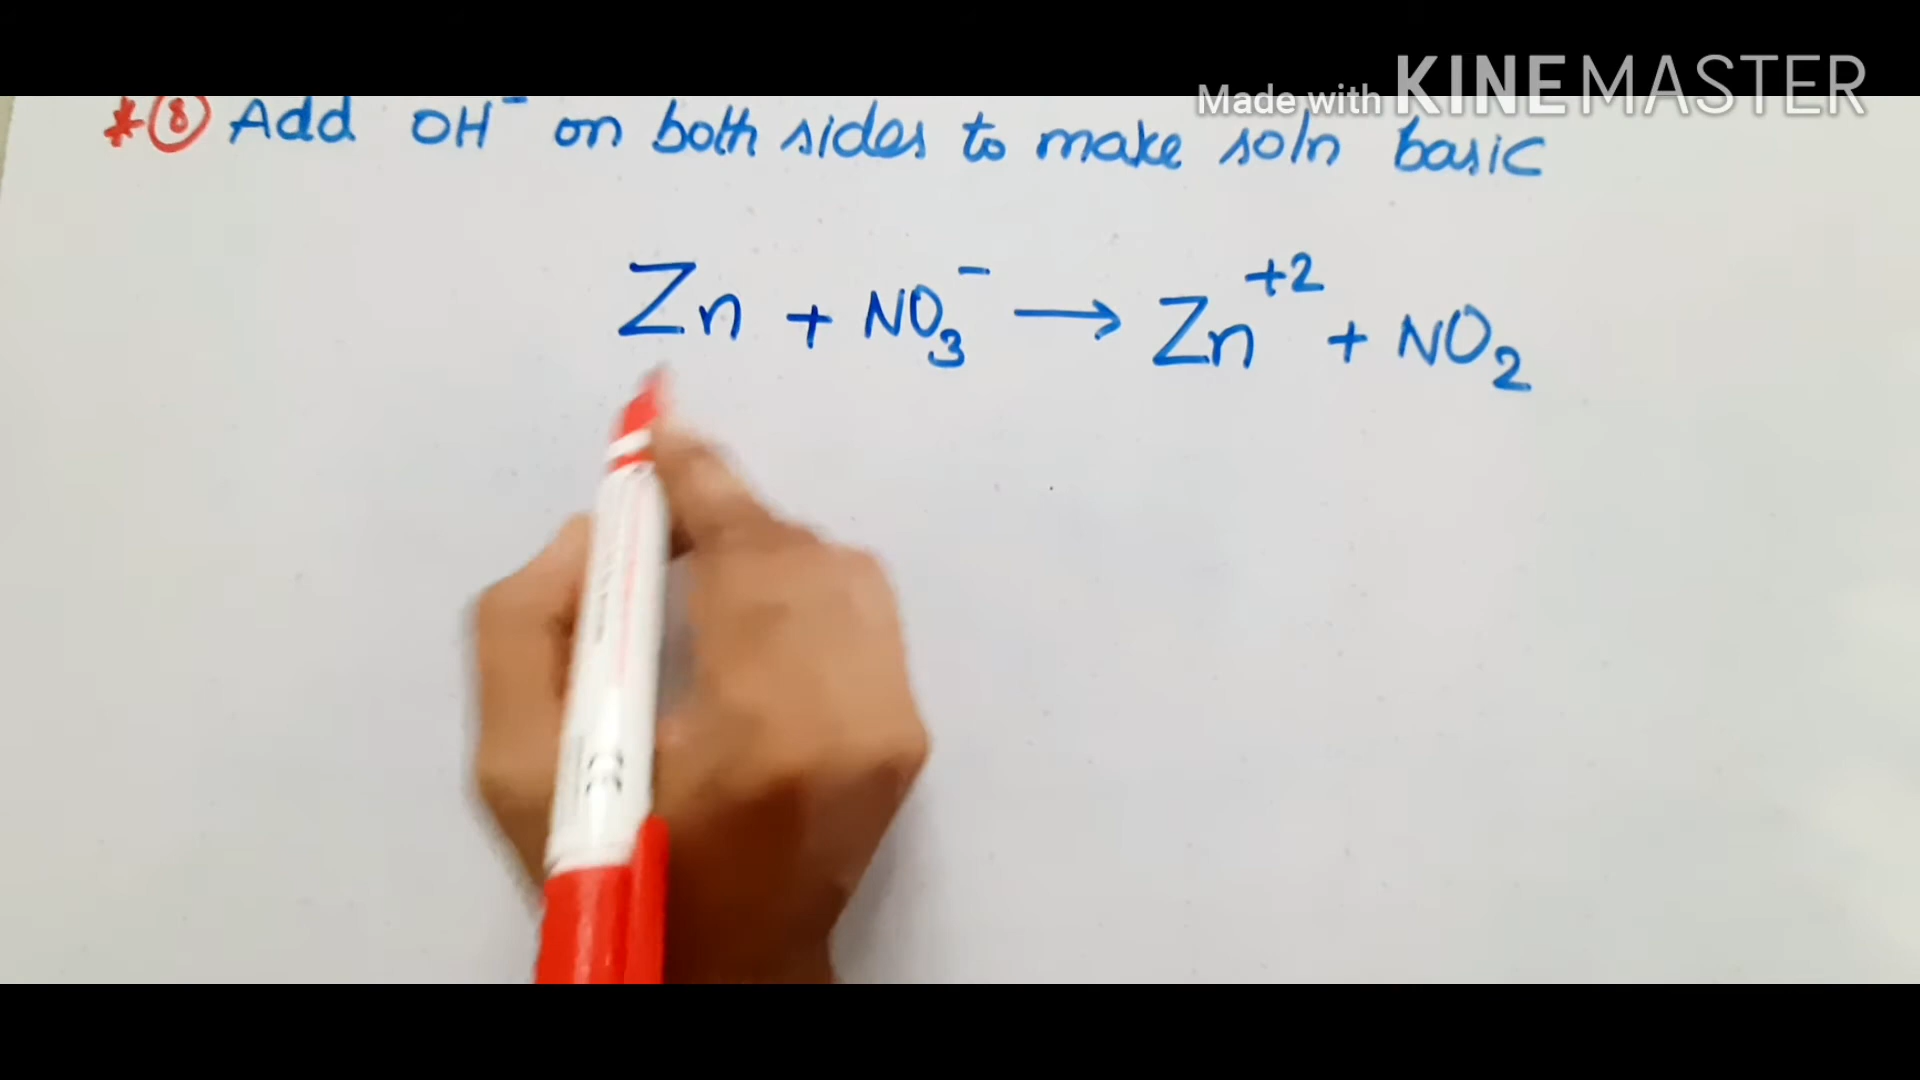 Made with KINEMASTER
* ⑧ Add OH⁻ on both sides to make soln basic
Zn + NO₃⁻ → Zn⁺² + NO₂